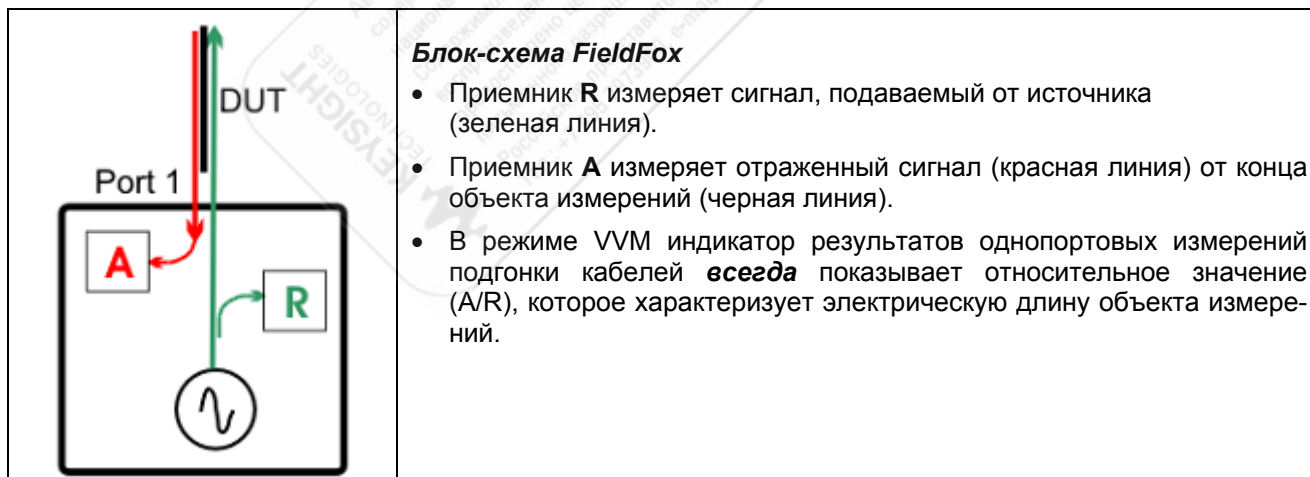 DUT
Port 1
A
R
Блок-схема FieldFox
• Приемник R измеряет сигнал, подаваемый от источника
(зеленая линия).
• Приемник A измеряет отраженный сигнал (красная линия) от конца
объекта измерений (черная линия).
• В режиме VVM индикатор результатов однопортовых измерений
подгонки кабелей всегда показывает относительное значение
(A/R), которое характеризует электрическую длину объекта измере-
ний.
KEYSIGHT
TECHNOLOGIES